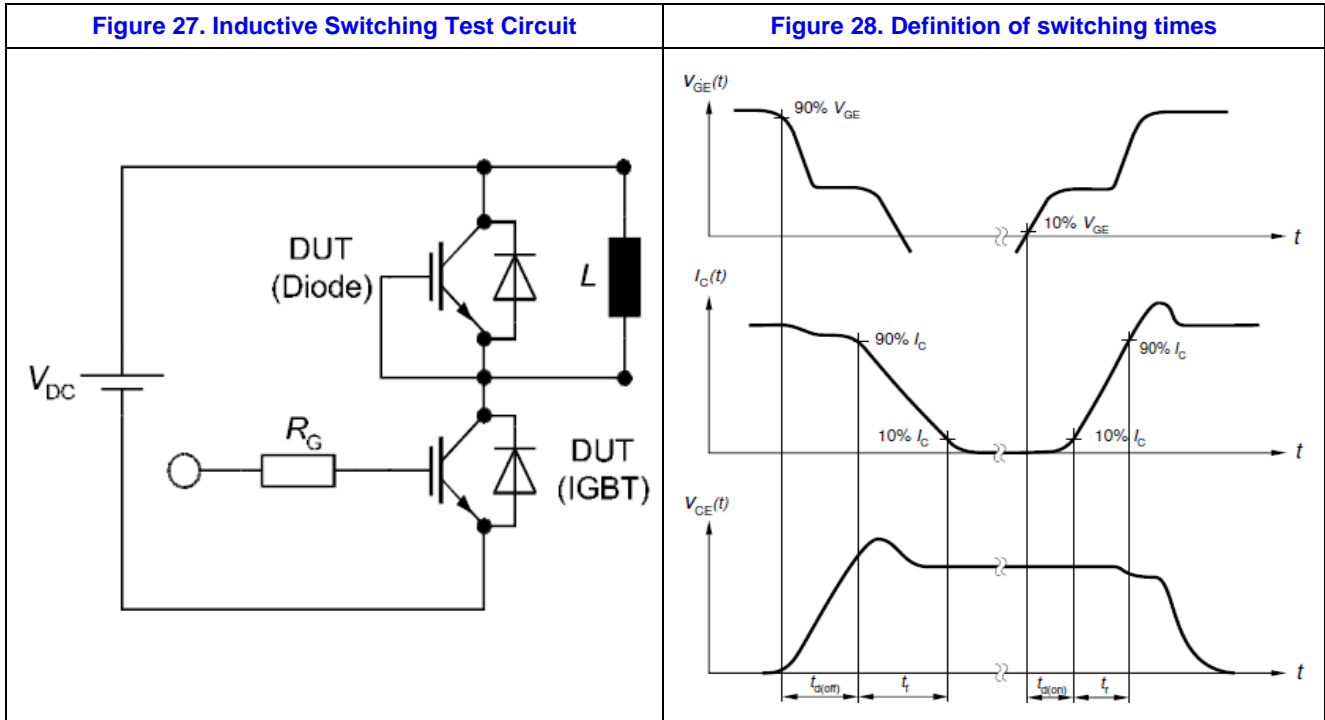 Figure 27. Inductive Switching Test Circuit
Figure 28. Definition of switching times
DUT
(Diode)
L
VDC
RG
DUT
(IGBT)
VGE(t)
90% VGE
10% VGE
t
IC(t)
90% IC
90% IC
10% IC
10% IC
t
VCE(t)
t
td(off)
tf
td(on)
tr